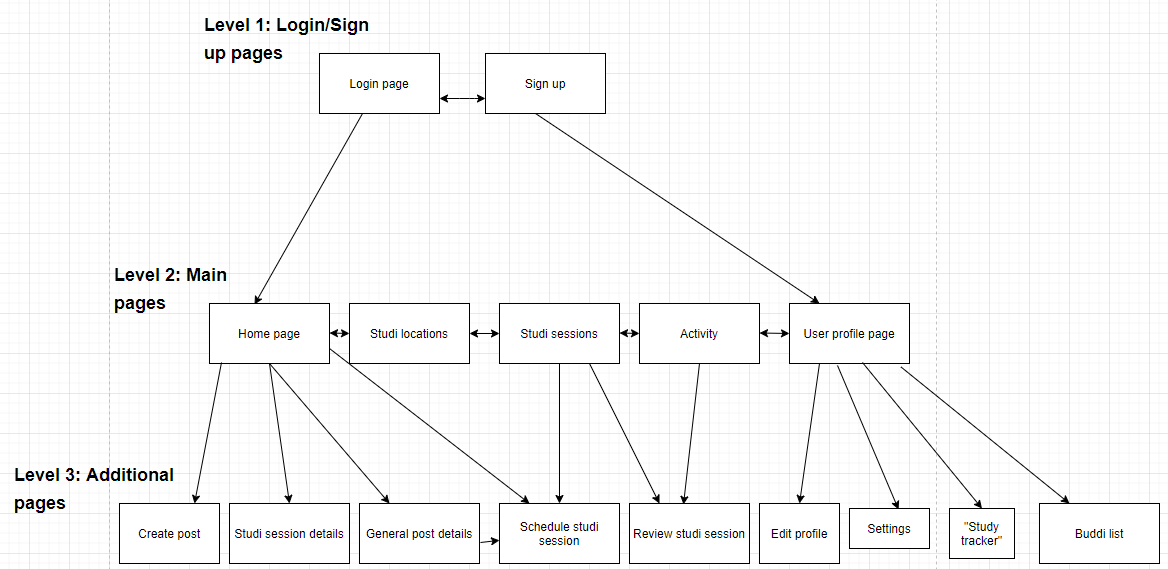 Level 1: Login/Sign
up pages
Login page
Sign up
Level 2: Main
pages
Home page
Studi locations
Studi sessions
Activity
User profile page
Level 3: Additional
pages
Create post
Studi session details
General post details
Schedule studi
session
Review studi session
Edit profile
Settings
"Study
tracker"
Buddi list